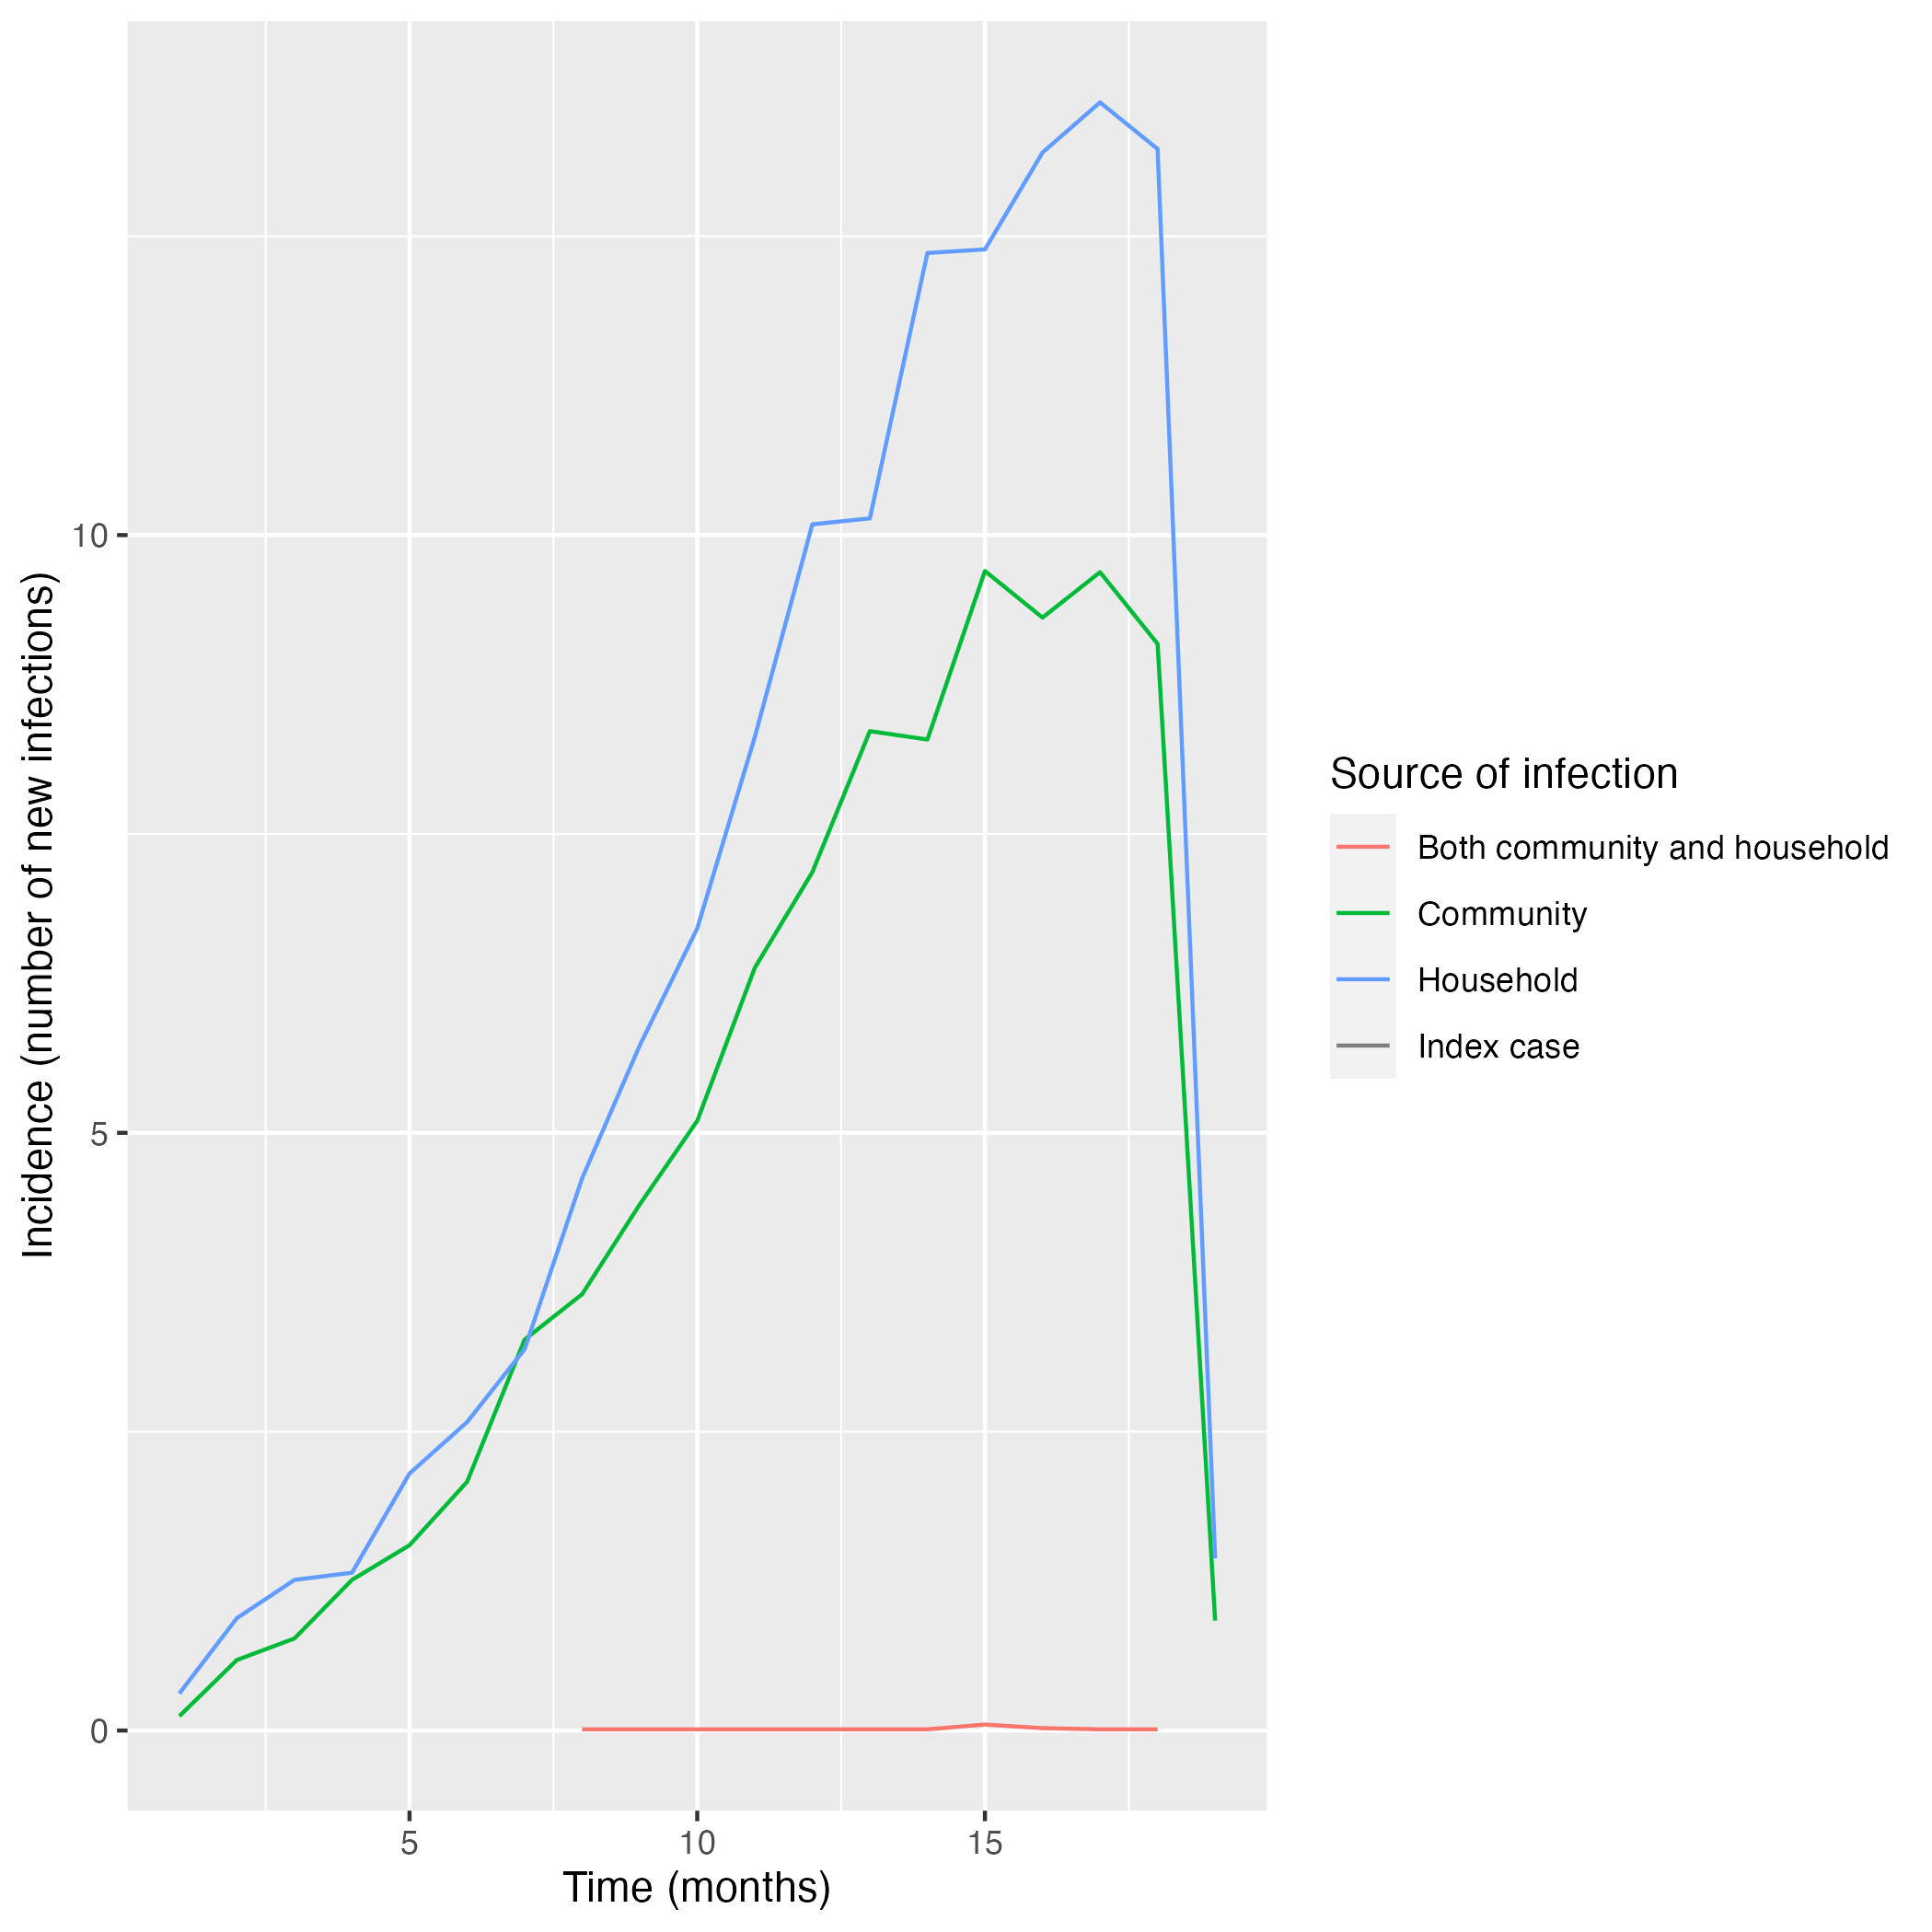 Incidence (number of new infections)
10
5
0
5
10
15
Time (months)
Source of infection
Both community and household
Community
Household
Index case